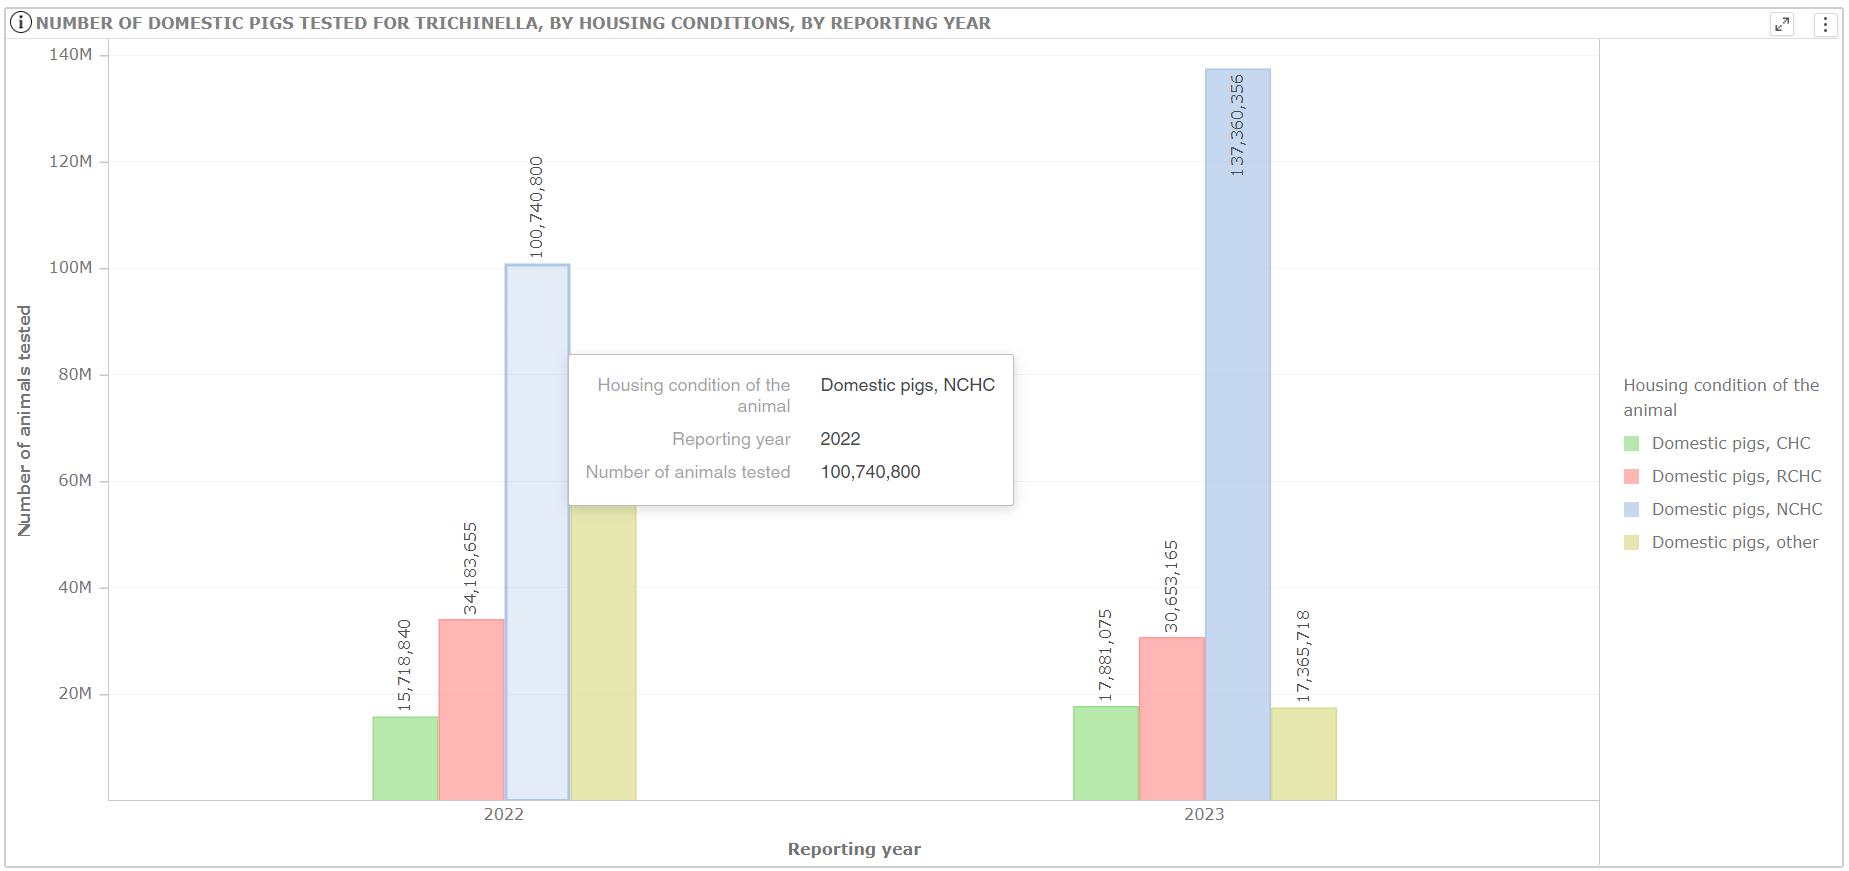 NUMBER OF DOMESTIC PIGS TESTED FOR TRICHINELLA, BY HOUSING CONDITIONS, BY REPORTING YEAR
Number of animals tested
140M
120M
100M
80M
60M
40M
20M
15,718,840
34,183,655
100,740,800
17,881,075
30,653,165
137,360,356
17,365,718
Housing condition of the
animal
Domestic pigs, NCHC
Reporting year
2022
Number of animals tested
100,740,800
2022
2023
Reporting year
Housing condition of the
animal
Domestic pigs, CHC
Domestic pigs, RCHC
Domestic pigs, NCHC
Domestic pigs, other